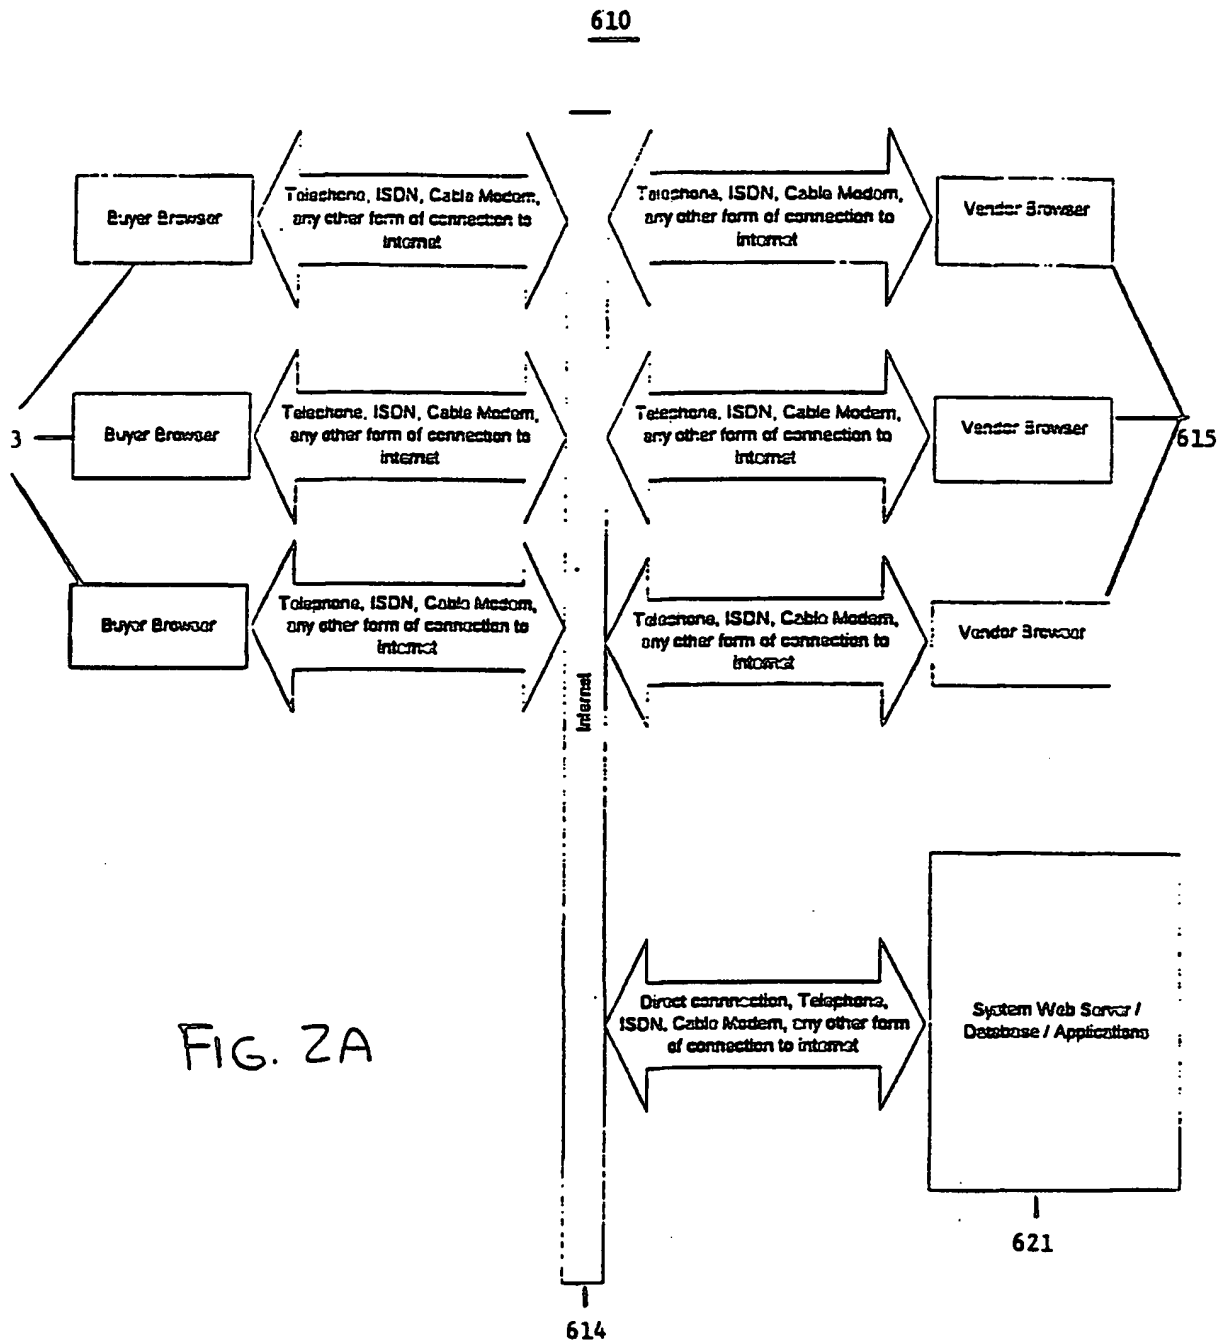 610
Buyer Browser
Telephone, ISDN, Cable Modem,
any other form of connection to
internet
Telephone, ISDN, Cable Modem,
any other form of connection to
internet
Vendor Browser
3
Buyer Browser
Telephone, ISDN, Cable Modem,
any other form of connection to
internet
Telephone, ISDN, Cable Modem,
any other form of connection to
internet
Vendor Browser
615
Buyer Browser
Telephone, ISDN, Cable Modem,
any other form of connection to
internet
Telephone, ISDN, Cable Modem,
any other form of connection to
internet
Vendor Browser
Internet
Direct connnection, Telephone,
ISDN, Cable Modem, any other form
of connection to internet
System Web Server /
Database / Applications
FIG. 2A
621
614